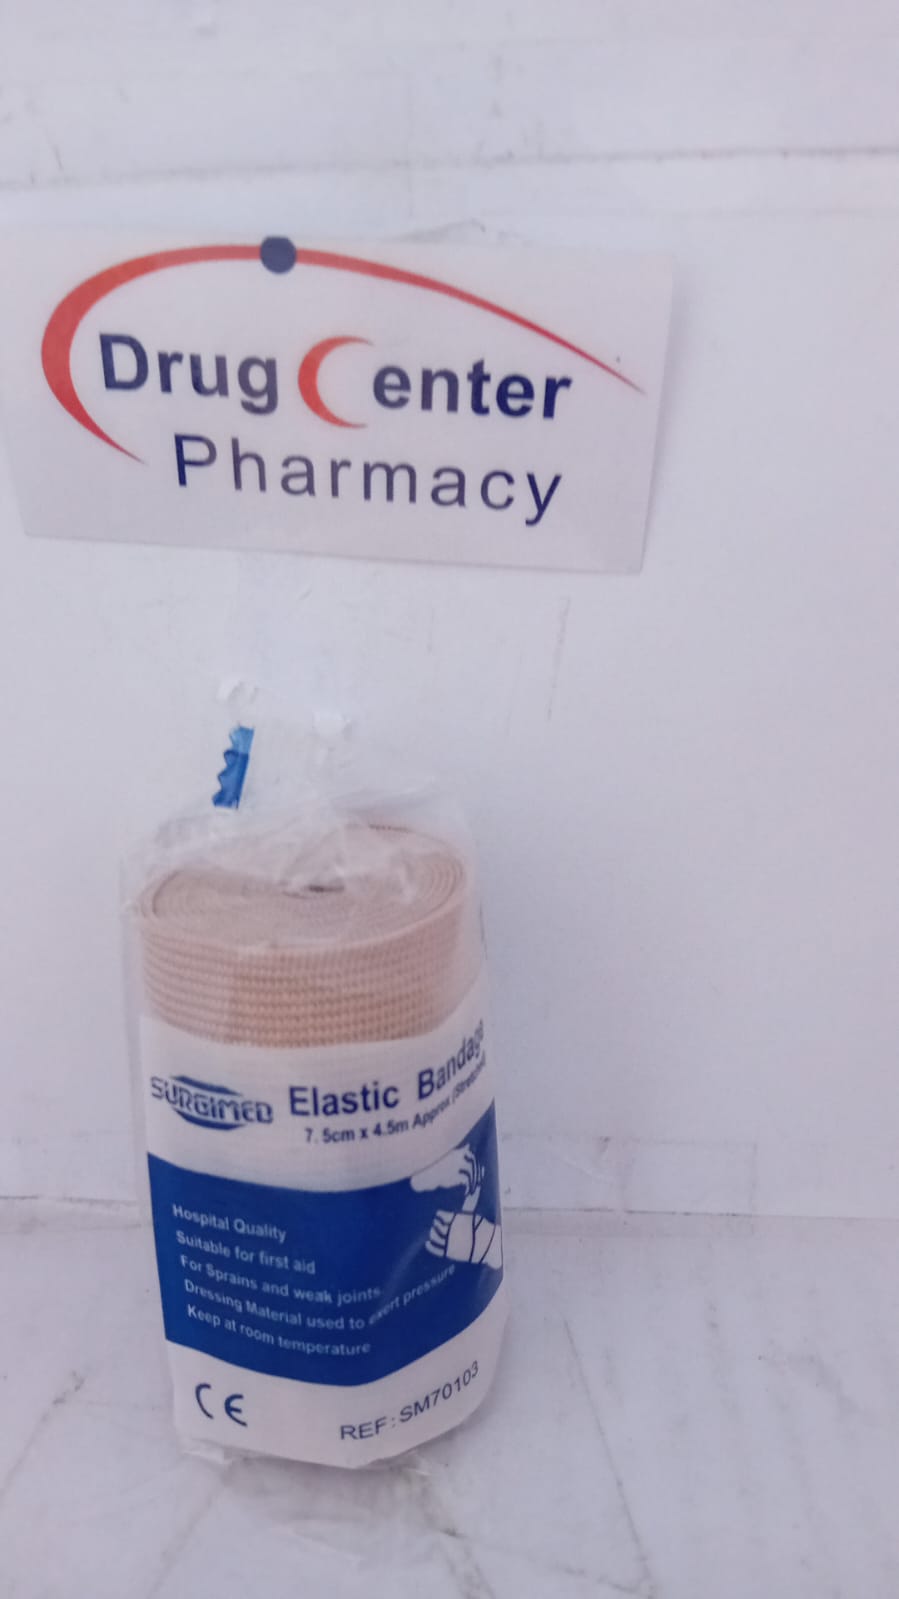 Drug Center
Pharmacy
SURGIMED
Elastic Bandage
7.5cm x 4.5m Approx (Stretched)
Hospital Quality
Suitable for first aid
For Sprains and weak joints
Dressing Material used to exert pressure
Keep at room temperature
CE
REF: SM70103